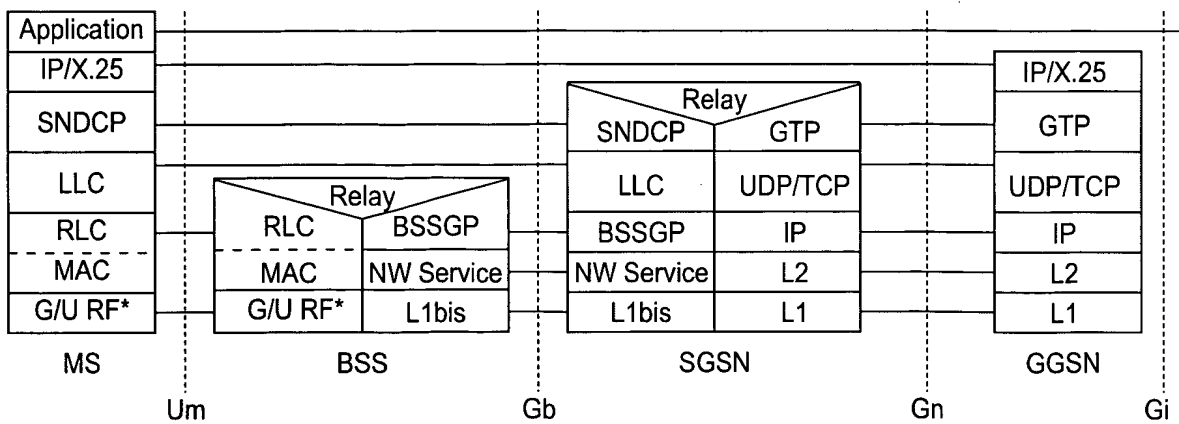 Application
IP/X.25
SNDCP
LLC
RLC
MAC
G/U RF*
MS
Relay
RLC
BSSGP
MAC
NW Service
G/U RF*
L1bis
BSS
Relay
SNDCP
GTP
LLC
UDP/TCP
BSSGP
IP
NW Service
L2
L1bis
L1
SGSN
IP/X.25
GTP
UDP/TCP
IP
L2
L1
GGSN
Um
Gb
Gn
Gi